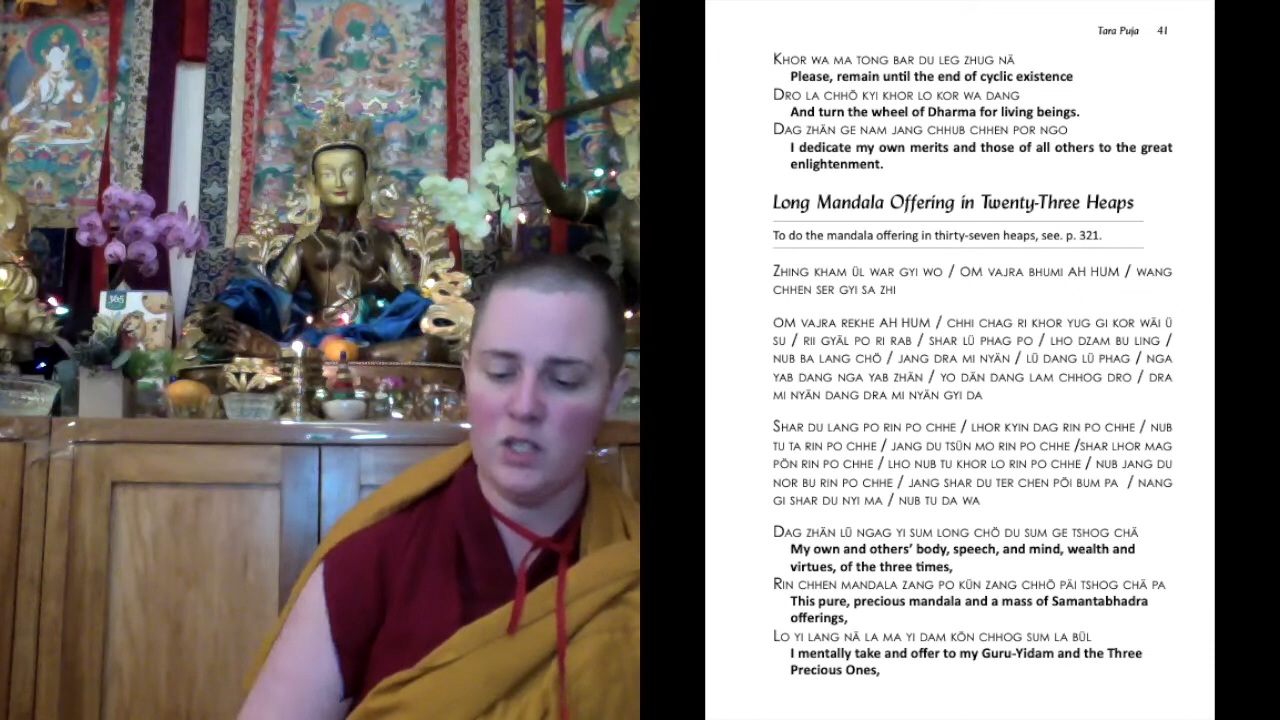 365
Tara Puja 41
KHOR WA MA TONG BAR DU LEG ZHUG NÄ
Please, remain until the end of cyclic existence
DRO LA CHHÖ KYI KHOR LO KOR WA DANG
And turn the wheel of Dharma for living beings.
DAG ZHÄN GE NAM JANG CHHUB CHHEN POR NGO
I dedicate my own merits and those of all others to the great
enlightenment.
Long Mandala Offering in Twenty-Three Heaps
To do the mandala offering in thirty-seven heaps, see. p. 321.
ZHING KHAM ÜL WAR GYI WO / OM VAJRA BHUMI AH HUM / WANG
CHHEN SER GYI SA ZHI
OM VAJRA REKHE AH HUM / CHHI CHAG RI KHOR YUG GI KOR WÄI Ü
SU / RII GYÄL PO RI RAB / SHAR LÜ PHAG PO / LHO DZAM BU LING /
NUB BA LANG CHÖ / JANG DRA MI NYÄN / LÜ DANG LÜ PHAG / NGA
YAB DANG NGA YAB ZHÄN / YO DÄN DANG LAM CHHOG DRO / DRA
MI NYÄN DANG DRA MI NYÄN GYI DA
SHAR DU LANG PO RIN PO CHHE / LHOR KYIN DAG RIN PO CHHE / NUB
TU TA RIN PO CHHE / JANG DU TSÜN MO RIN PO CHHE /SHAR LHOR MAG
PÖN RIN PO CHHE / LHO NUB TU KHOR LO RIN PO CHHE / NUB JANG DU
NOR BU RIN PO CHHE / JANG SHAR DU TER CHEN PÖI BUM PA / NANG
GI SHAR DU NYI MA / NUB TU DA WA
DAG ZHÄN LÜ NGAG YI SUM LONG CHÖ DU SUM GE TSHOG CHÄ
My own and others' body, speech, and mind, wealth and
virtues, of the three times,
RIN CHHEN MANDALA ZANG PO KÜN ZANG CHHÖ PÄI TSHOG CHÄ PA
This pure, precious mandala and a mass of Samantabhadra
offerings,
LO YI LANG NÄ LA MA YI DAM KÖN CHHOG SUM LA BÜL
I mentally take and offer to my Guru-Yidam and the Three
Precious Ones,